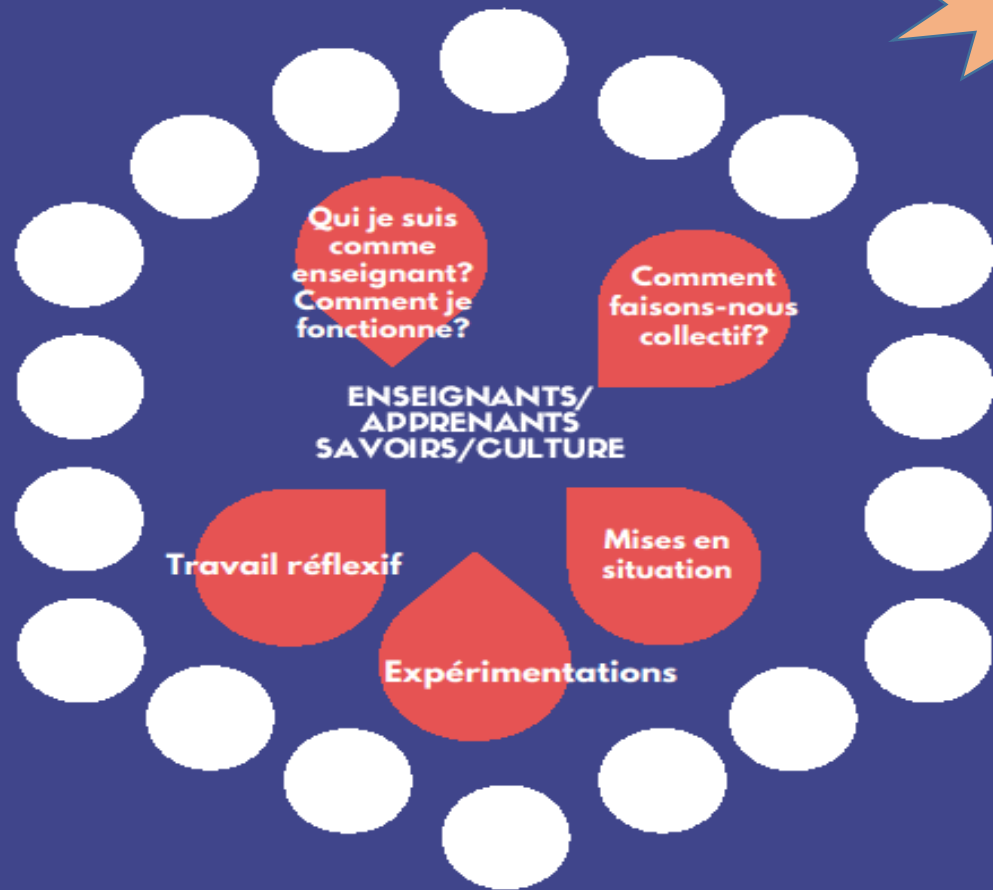 Qui je suis
comme
enseignant?
Comment je
fonctionne?
Comment
faisons-nous
collectif?
ENSEIGNANTS/
APPRENANTS
SAVOIRS/CULTURE
Travail réflexif
Mises en
situation
Expérimentations